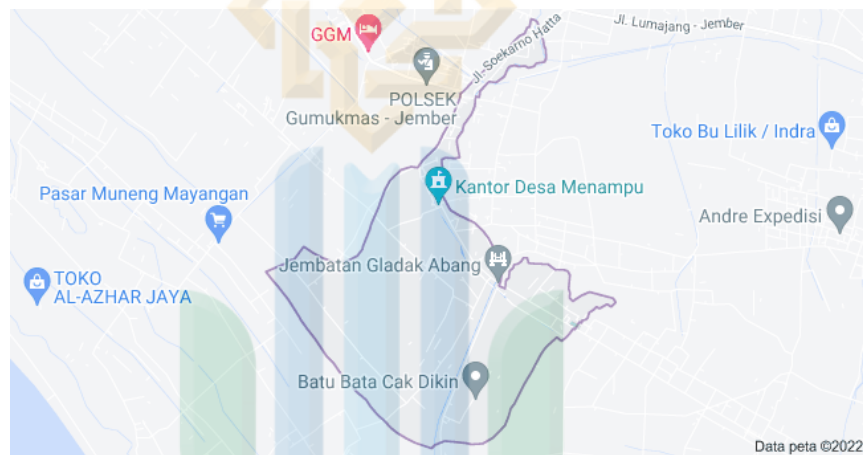 Jl. Lumajang - Jember
GGM
Jl-Soekarno Hatta
POLSEK
Gumukmas - Jember
Toko Bu Lilik / Indra
Kantor Desa Menampu
Pasar Muneng Mayangan
Andre Expedisi
Jembatan Gladak Abang
TOKO
AL-AZHAR JAYA
Batu Bata Cak Dikin
Data peta ©2022